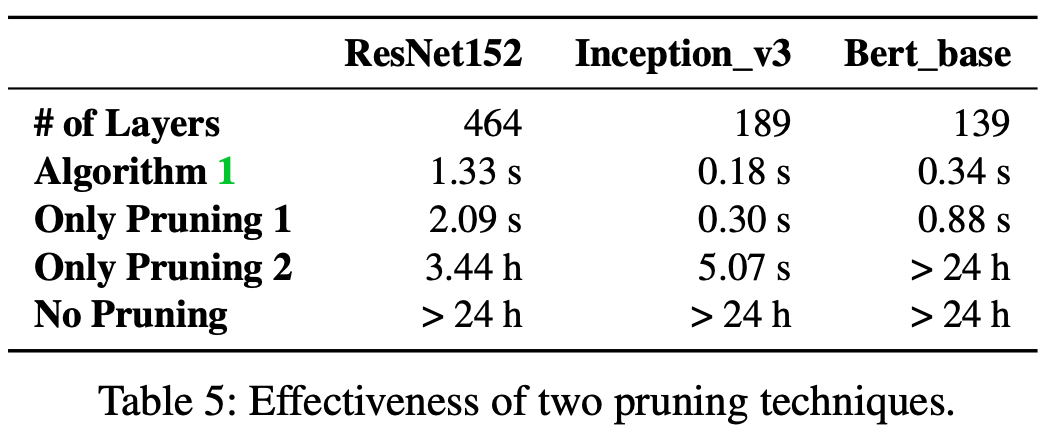 ResNet152 Inception_v3 Bert_base
# of Layers 464 189 139
Algorithm 1 1.33 s 0.18 s 0.34 s
Only Pruning 1 2.09 s 0.30 s 0.88 s
Only Pruning 2 3.44 h 5.07 s > 24 h
No Pruning > 24 h > 24 h > 24 h
Table 5: Effectiveness of two pruning techniques.